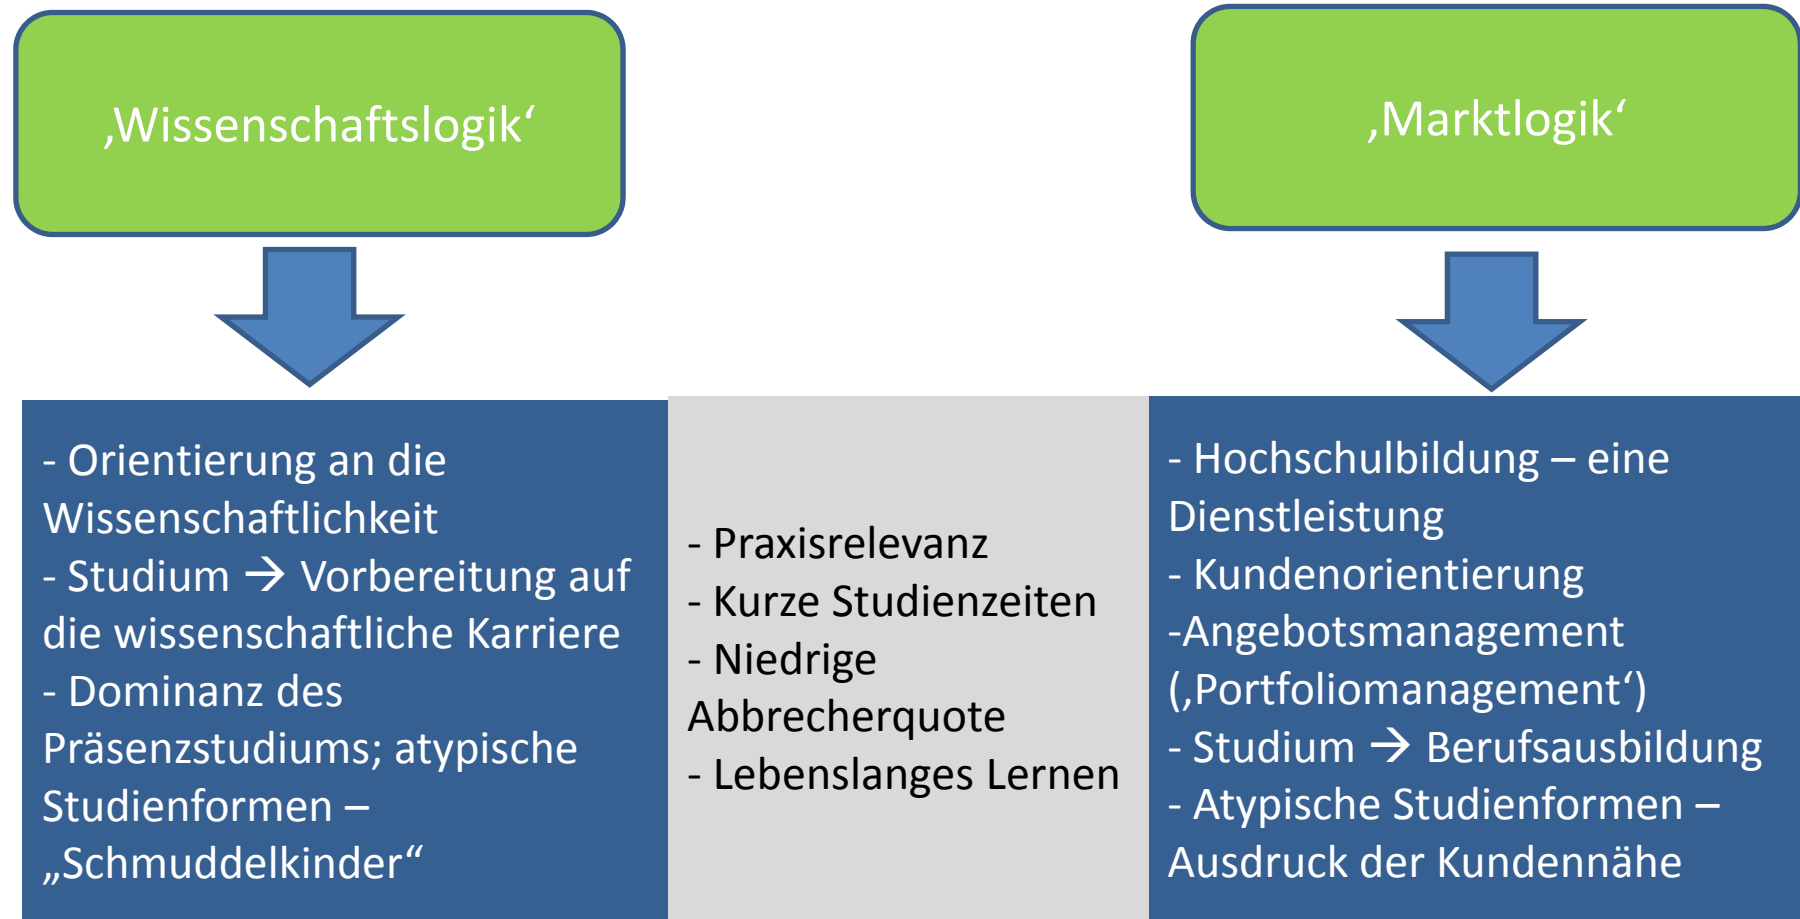 ‚Wissenschaftslogik‘
‚Marktlogik‘
- Orientierung an die
Wissenschaftlichkeit
- Studium → Vorbereitung auf
die wissenschaftliche Karriere
- Dominanz des
Präsenzstudiums; atypische
Studienformen –
„Schmuddelkinder“
- Praxisrelevanz
- Kurze Studienzeiten
- Niedrige
Abbrecherquote
- Lebenslanges Lernen
- Hochschulbildung – eine
Dienstleistung
- Kundenorientierung
-Angebotsmanagement
(‚Portfoliomanagement‘)
- Studium → Berufsausbildung
- Atypische Studienformen –
Ausdruck der Kundennähe